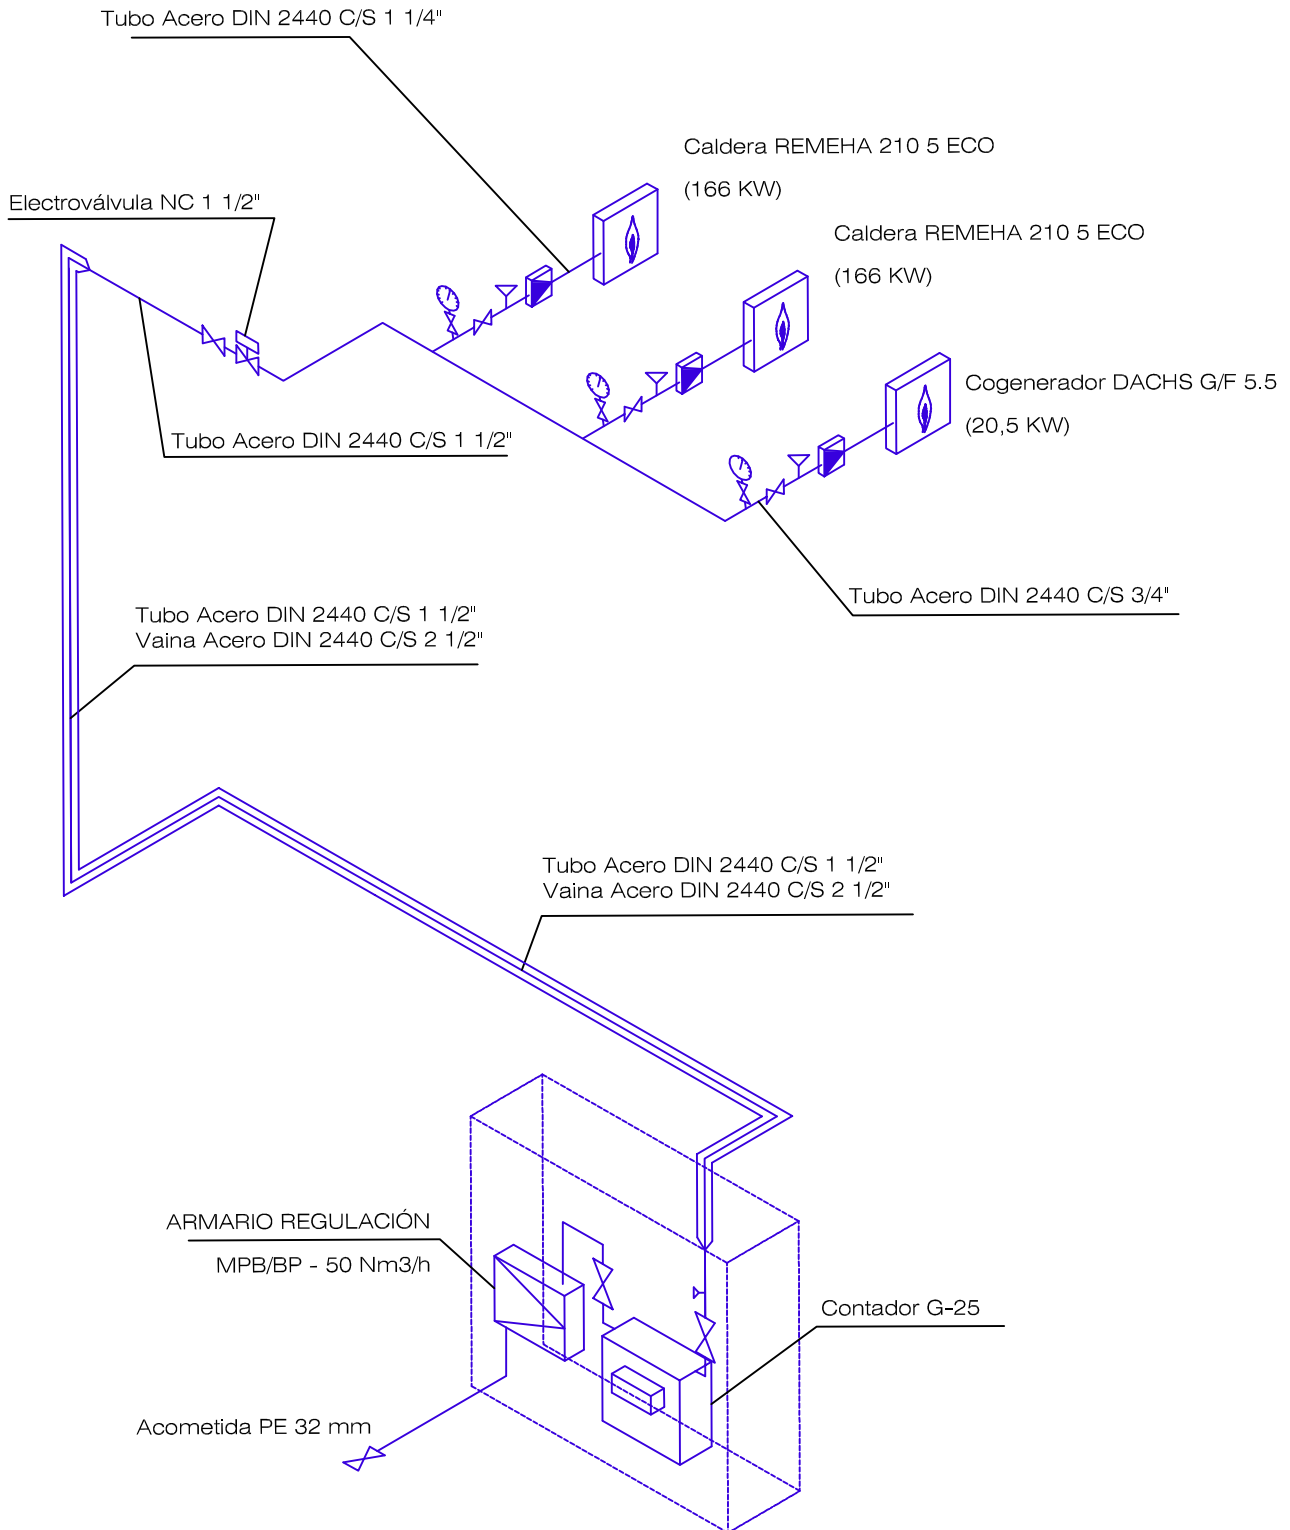 Tubo Acero DIN 2440 C/S 1 1/4"
Caldera REMEHA 210 5 ECO
(166 KW)
Electroválvula NC 1 1/2"
Caldera REMEHA 210 5 ECO
(166 KW)
Cogenerador DACHS G/F 5.5
(20,5 KW)
Tubo Acero DIN 2440 C/S 1 1/2"
Tubo Acero DIN 2440 C/S 3/4"
Tubo Acero DIN 2440 C/S 1 1/2"
Vaina Acero DIN 2440 C/S 2 1/2"
Tubo Acero DIN 2440 C/S 1 1/2"
Vaina Acero DIN 2440 C/S 2 1/2"
ARMARIO REGULACIÓN
MPB/BP - 50 Nm3/h
Contador G-25
Acometida PE 32 mm